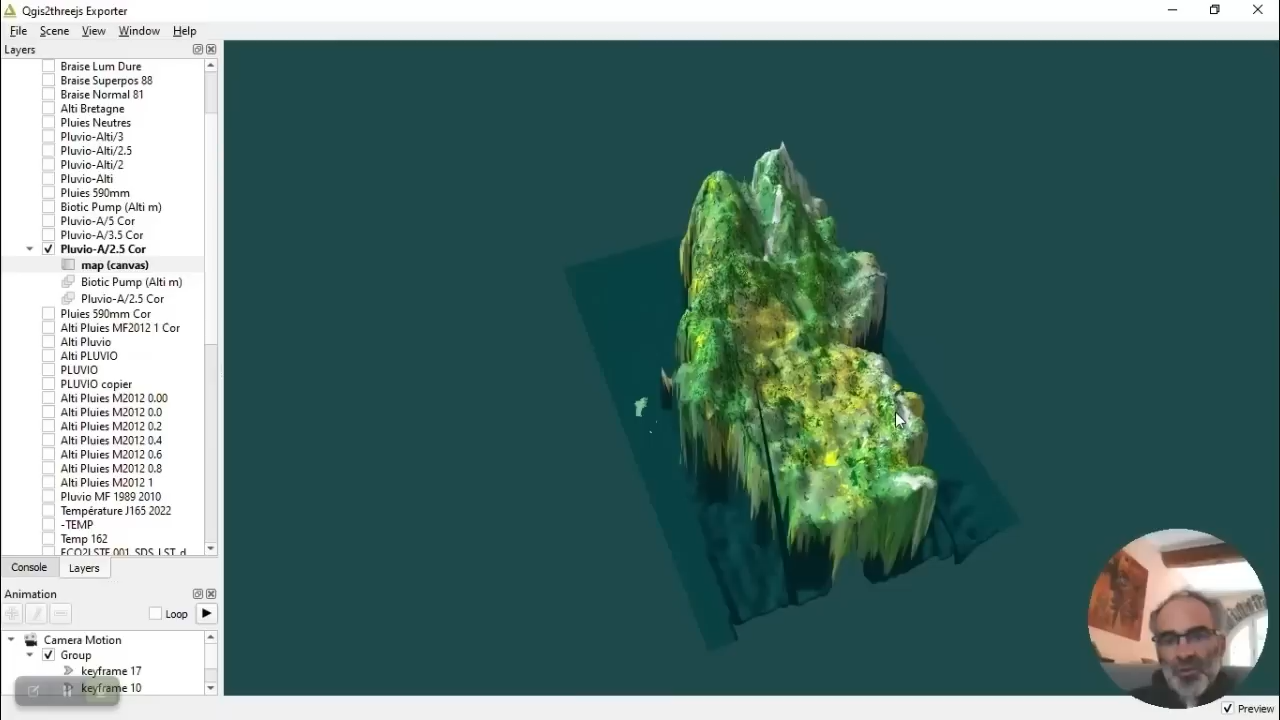 Qgis2threejs Exporter
File Scene View Window Help
Layers
Braise Lum Dure
Braise Superpos 88
Braise Normal 81
Alti Bretagne
Pluies Neutres
Pluvio-Alti/3
Pluvio-Alti/2.5
Pluvio-Alti/2
Pluvio-Alti
Pluies 590mm
Biotic Pump (Alti m)
Pluvio-A/5 Cor
Pluvio-A/3.5 Cor
Pluvio-A/2.5 Cor
map (canvas)
Biotic Pump (Alti m)
Pluvio-A/2.5 Cor
Pluies 590mm Cor
Alti Pluies MF2012 1 Cor
Alti Pluvio
Alti PLUVIO
PLUVIO
PLUVIO copier
Alti Pluies M2012 0.00
Alti Pluies M2012 0.0
Alti Pluies M2012 0.2
Alti Pluies M2012 0.4
Alti Pluies M2012 0.6
Alti Pluies M2012 0.8
Alti Pluies M2012 1
Pluvio MF 1989 2010
Température J165 2022
-TEMP
Temp 162
Console Layers
Animation
Loop
Camera Motion
Group
keyframe 17
keyframe 10
Preview